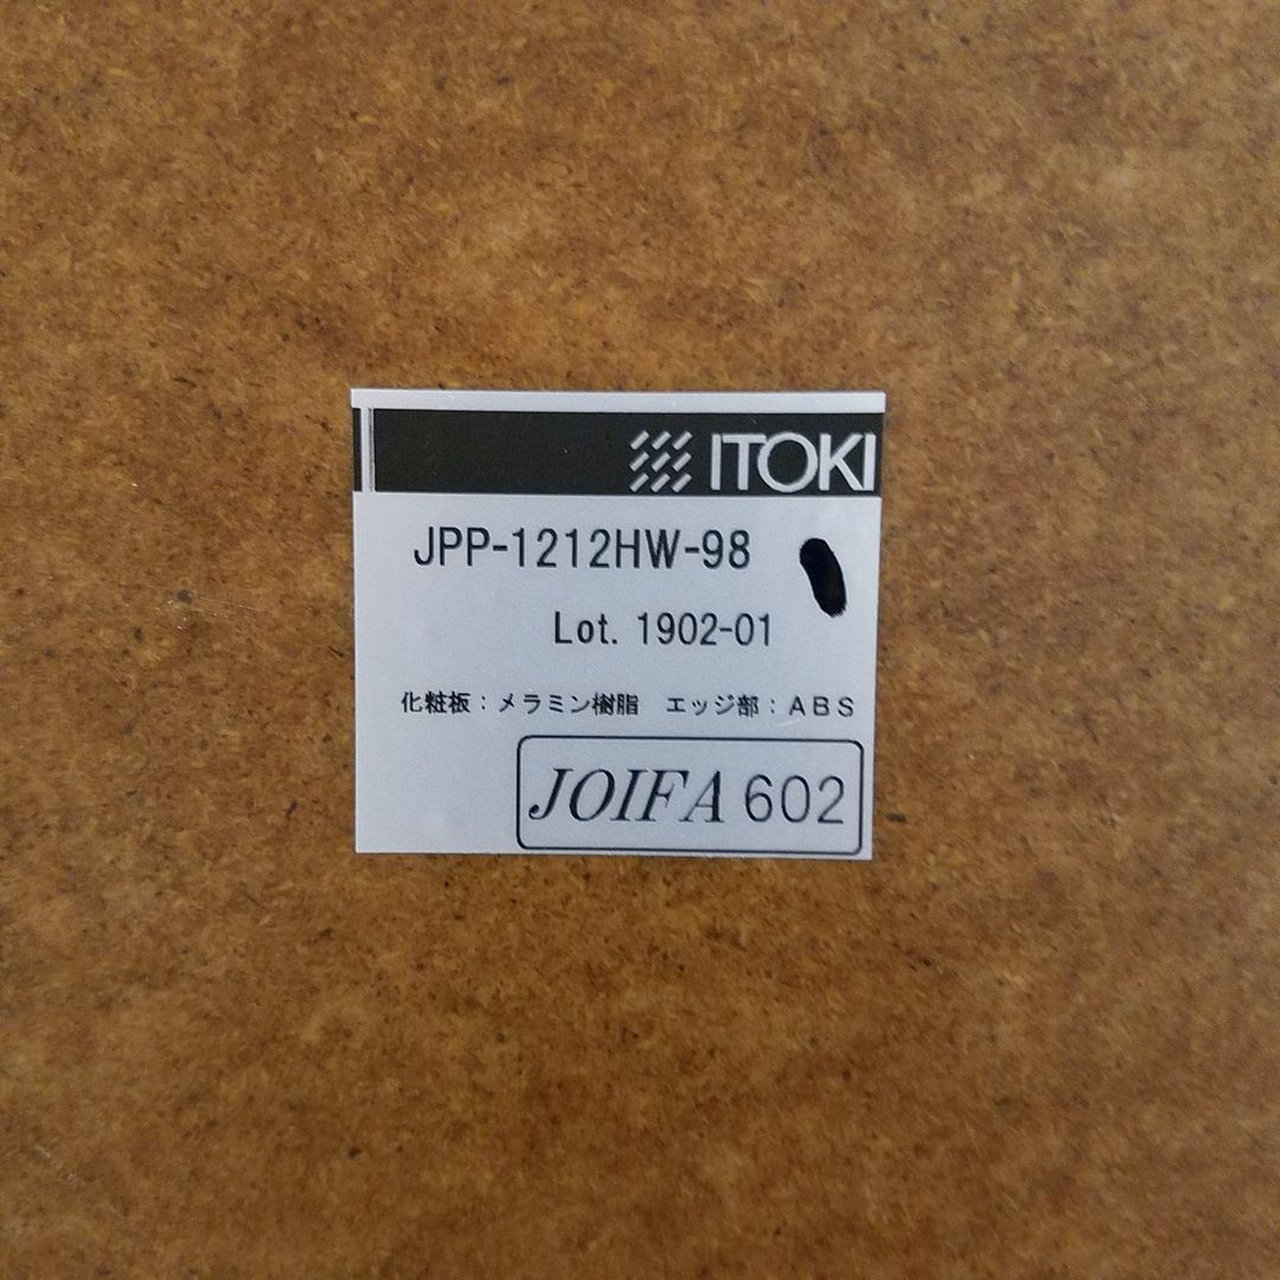 ITOKI
JPP-1212HW-98
Lot. 1902-01
化粧板：メラミン樹脂　エッジ部：ＡＢＳ
JOIFA 602